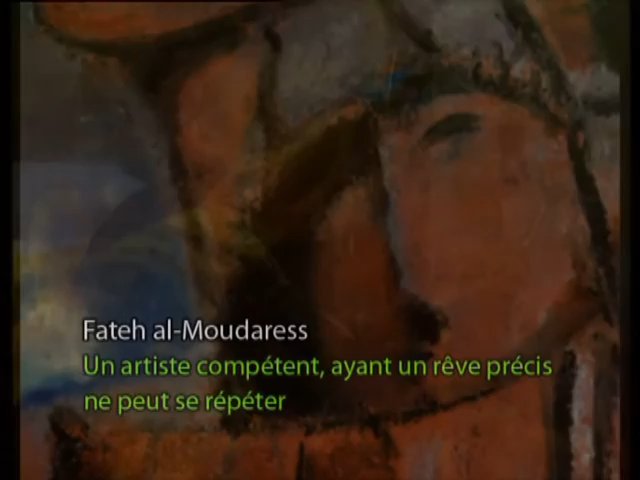 Fateh al-Moudaress
Un artiste compétent, ayant un rêve précis
ne peut se répéter